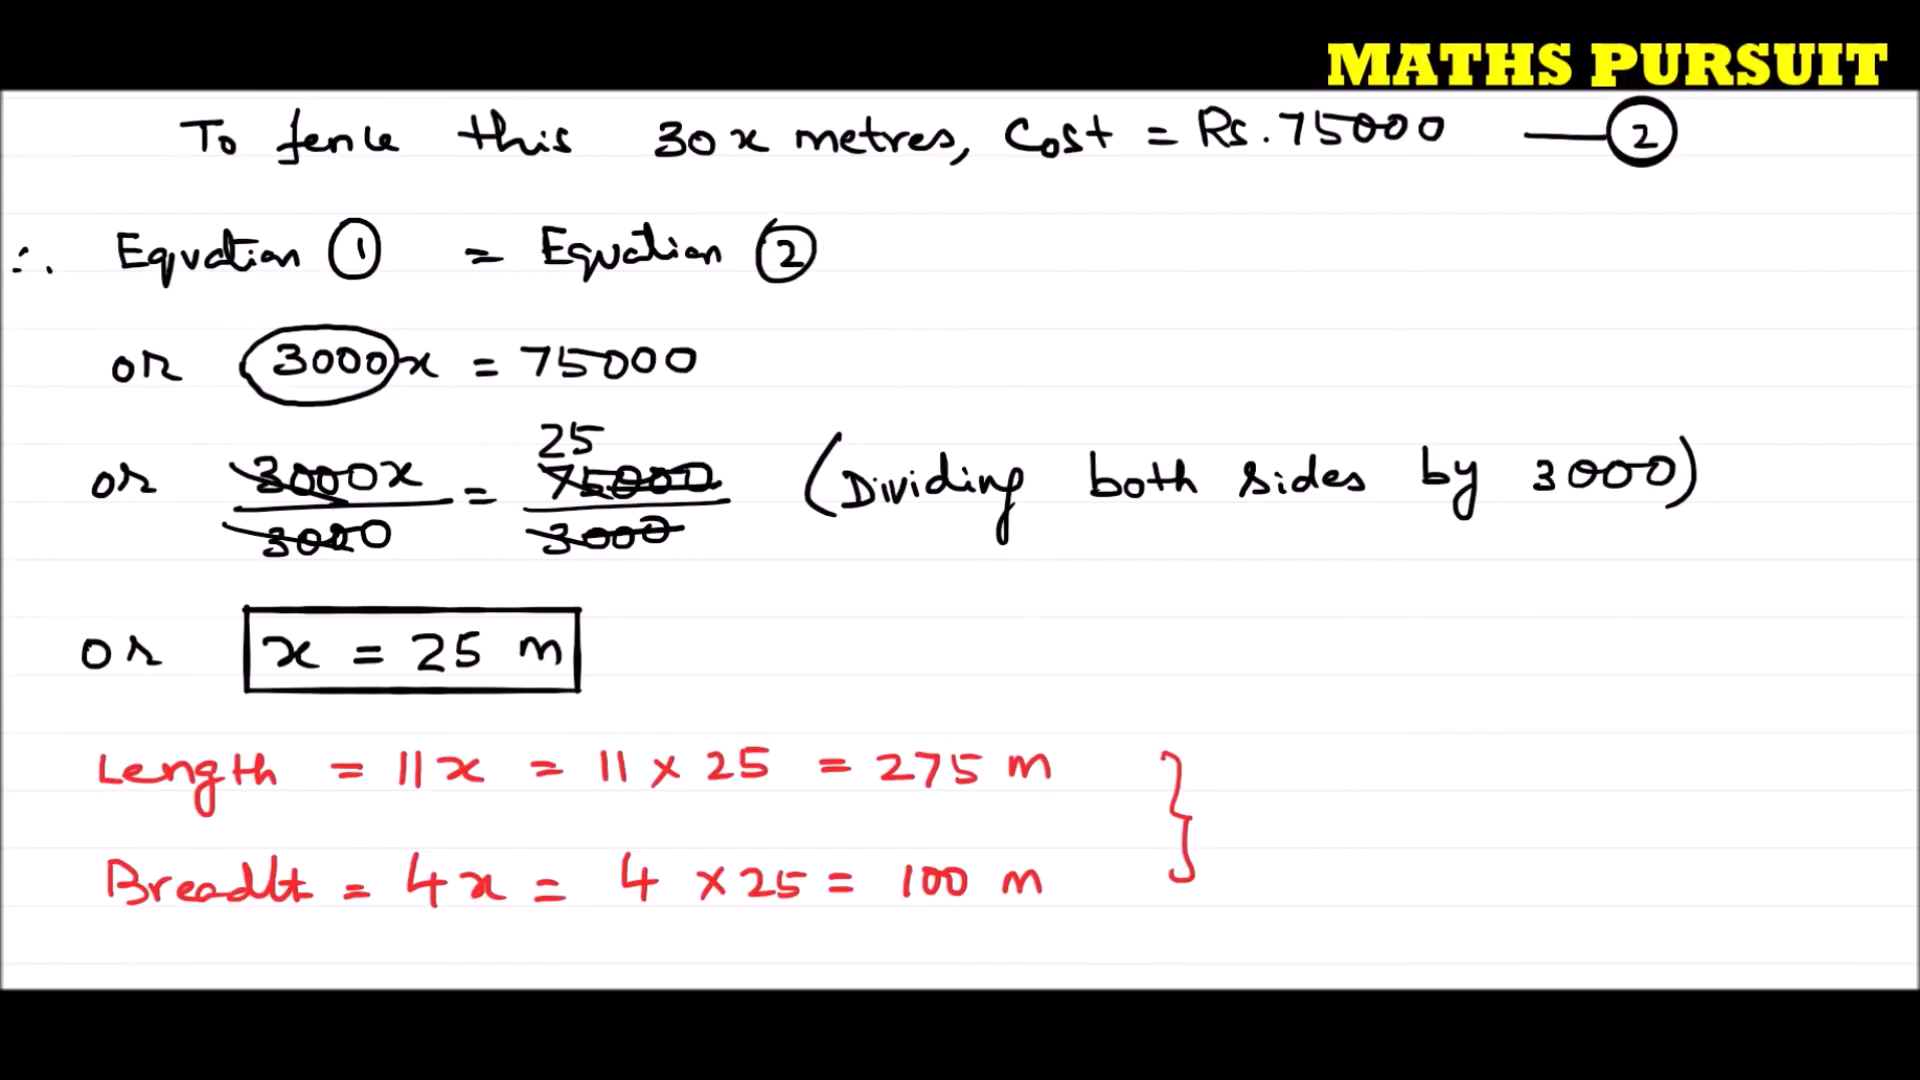 MATHS PURSUIT
To fence this 30x metres, Cost = Rs. 75000 —— ②
∴ Equation ① = Equation ②
or 3000x = 75000
25
or 3000x/3000 = 75000/3000 (Dividing both sides by 3000)
or x = 25 m
Length = 11x = 11 × 25 = 275 m }
Breadth = 4x = 4 × 25 = 100 m